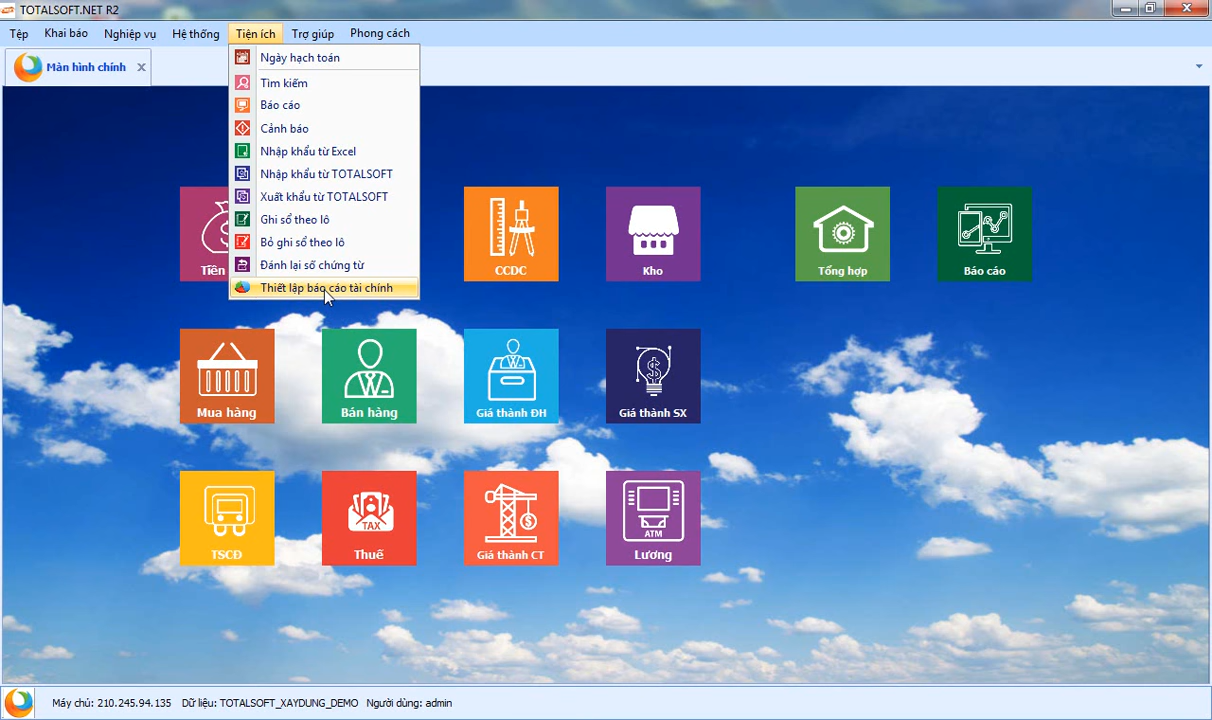 TOTALSOFT.NET R2
Tệp Khai báo Nghiệp vụ Hệ thống Tiện ích Trợ giúp Phong cách
Màn hình chính
Ngày hạch toán
Tìm kiếm
Báo cáo
Cảnh báo
Nhập khẩu từ Excel
Nhập khẩu từ TOTALSOFT
Xuất khẩu từ TOTALSOFT
Ghi sổ theo lô
Bỏ ghi sổ theo lô
Đánh lại số chứng từ
Thiết lập báo cáo tài chính
Tiền CCDC Kho Tổng hợp Báo cáo
Mua hàng Bán hàng Giá thành ĐH Giá thành SX
TAX ATM
TSCĐ Thuế Giá thành CT Lương
Máy chủ: 210.245.94.135 Dữ liệu: TOTALSOFT_XAYDUNG_DEMO Người dùng: admin